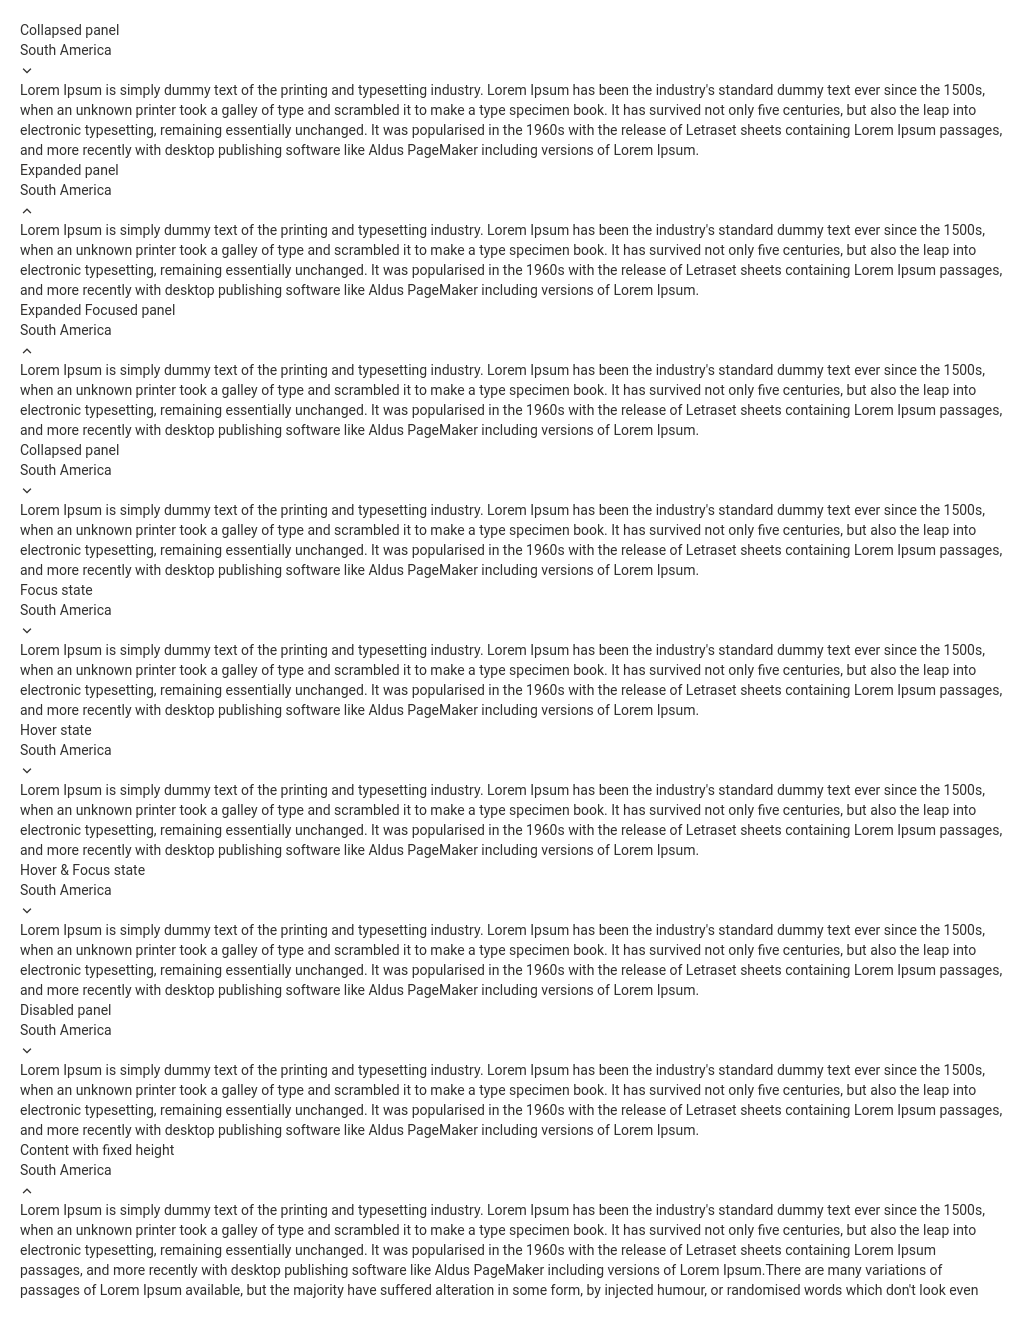 Collapsed panel
South America
Lorem Ipsum is simply dummy text of the printing and typesetting industry. Lorem Ipsum has been the industry's standard dummy text ever since the 1500s,
when an unknown printer took a galley of type and scrambled it to make a type specimen book. It has survived not only five centuries, but also the leap into
electronic typesetting, remaining essentially unchanged. It was popularised in the 1960s with the release of Letraset sheets containing Lorem Ipsum passages,
and more recently with desktop publishing software like Aldus PageMaker including versions of Lorem Ipsum.
Expanded panel
South America
Lorem Ipsum is simply dummy text of the printing and typesetting industry. Lorem Ipsum has been the industry's standard dummy text ever since the 1500s,
when an unknown printer took a galley of type and scrambled it to make a type specimen book. It has survived not only five centuries, but also the leap into
electronic typesetting, remaining essentially unchanged. It was popularised in the 1960s with the release of Letraset sheets containing Lorem Ipsum passages,
and more recently with desktop publishing software like Aldus PageMaker including versions of Lorem Ipsum.
Expanded Focused panel
South America
Lorem Ipsum is simply dummy text of the printing and typesetting industry. Lorem Ipsum has been the industry's standard dummy text ever since the 1500s,
when an unknown printer took a galley of type and scrambled it to make a type specimen book. It has survived not only five centuries, but also the leap into
electronic typesetting, remaining essentially unchanged. It was popularised in the 1960s with the release of Letraset sheets containing Lorem Ipsum passages,
and more recently with desktop publishing software like Aldus PageMaker including versions of Lorem Ipsum.
Collapsed panel
South America
Lorem Ipsum is simply dummy text of the printing and typesetting industry. Lorem Ipsum has been the industry's standard dummy text ever since the 1500s,
when an unknown printer took a galley of type and scrambled it to make a type specimen book. It has survived not only five centuries, but also the leap into
electronic typesetting, remaining essentially unchanged. It was popularised in the 1960s with the release of Letraset sheets containing Lorem Ipsum passages,
and more recently with desktop publishing software like Aldus PageMaker including versions of Lorem Ipsum.
Focus state
South America
Lorem Ipsum is simply dummy text of the printing and typesetting industry. Lorem Ipsum has been the industry's standard dummy text ever since the 1500s,
when an unknown printer took a galley of type and scrambled it to make a type specimen book. It has survived not only five centuries, but also the leap into
electronic typesetting, remaining essentially unchanged. It was popularised in the 1960s with the release of Letraset sheets containing Lorem Ipsum passages,
and more recently with desktop publishing software like Aldus PageMaker including versions of Lorem Ipsum.
Hover state
South America
Lorem Ipsum is simply dummy text of the printing and typesetting industry. Lorem Ipsum has been the industry's standard dummy text ever since the 1500s,
when an unknown printer took a galley of type and scrambled it to make a type specimen book. It has survived not only five centuries, but also the leap into
electronic typesetting, remaining essentially unchanged. It was popularised in the 1960s with the release of Letraset sheets containing Lorem Ipsum passages,
and more recently with desktop publishing software like Aldus PageMaker including versions of Lorem Ipsum.
Hover & Focus state
South America
Lorem Ipsum is simply dummy text of the printing and typesetting industry. Lorem Ipsum has been the industry's standard dummy text ever since the 1500s,
when an unknown printer took a galley of type and scrambled it to make a type specimen book. It has survived not only five centuries, but also the leap into
electronic typesetting, remaining essentially unchanged. It was popularised in the 1960s with the release of Letraset sheets containing Lorem Ipsum passages,
and more recently with desktop publishing software like Aldus PageMaker including versions of Lorem Ipsum.
Disabled panel
South America
Lorem Ipsum is simply dummy text of the printing and typesetting industry. Lorem Ipsum has been the industry's standard dummy text ever since the 1500s,
when an unknown printer took a galley of type and scrambled it to make a type specimen book. It has survived not only five centuries, but also the leap into
electronic typesetting, remaining essentially unchanged. It was popularised in the 1960s with the release of Letraset sheets containing Lorem Ipsum passages,
and more recently with desktop publishing software like Aldus PageMaker including versions of Lorem Ipsum.
Content with fixed height
South America
Lorem Ipsum is simply dummy text of the printing and typesetting industry. Lorem Ipsum has been the industry's standard dummy text ever since the 1500s,
when an unknown printer took a galley of type and scrambled it to make a type specimen book. It has survived not only five centuries, but also the leap into
electronic typesetting, remaining essentially unchanged. It was popularised in the 1960s with the release of Letraset sheets containing Lorem Ipsum
passages, and more recently with desktop publishing software like Aldus PageMaker including versions of Lorem Ipsum.There are many variations of
passages of Lorem Ipsum available, but the majority have suffered alteration in some form, by injected humour, or randomised words which don't look even